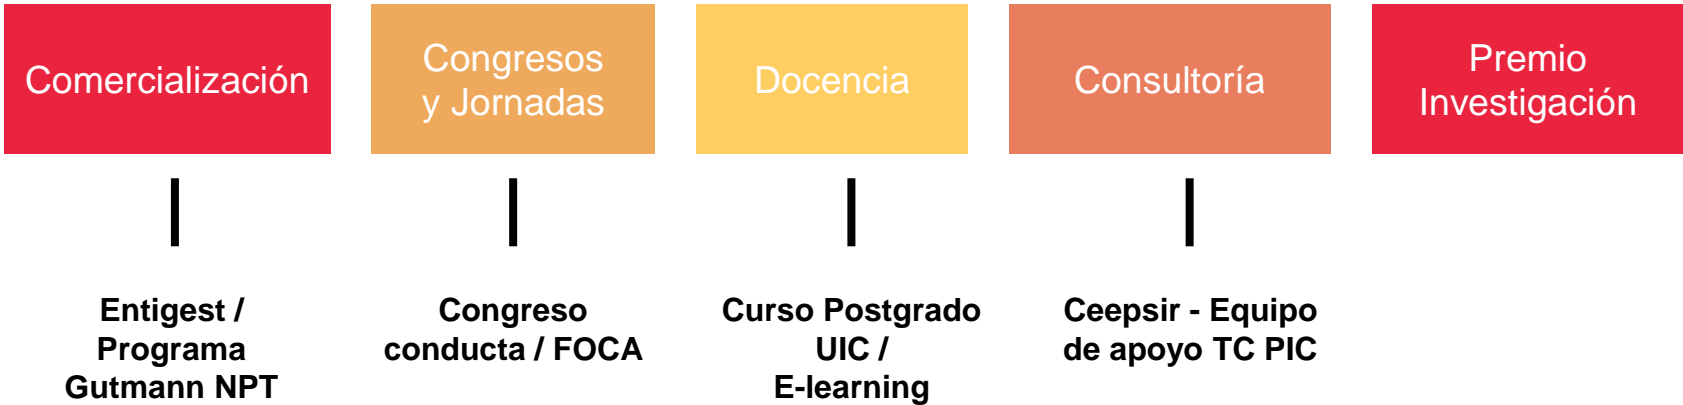 Comercialización
Congresos
y Jornadas
Docencia
Consultoría
Premio
Investigación
Entigest /
Programa
Gutmann NPT
Congreso
conducta / FOCA
Curso Postgrado
UIC /
E-learning
Ceepsir - Equipo
de apoyo TC PIC